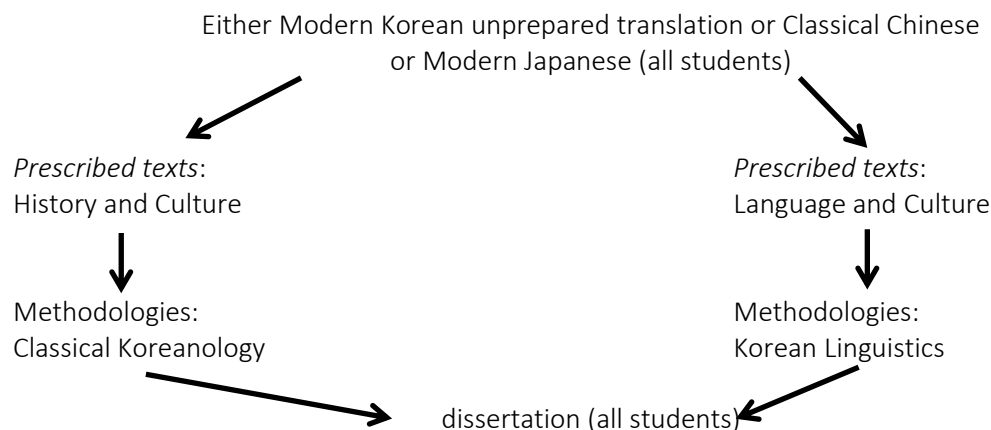 Either Modern Korean unprepared translation or Classical Chinese
or Modern Japanese (all students)
Prescribed texts:
History and Culture
Prescribed texts:
Language and Culture
Methodologies:
Classical Koreanology
Methodologies:
Korean Linguistics
dissertation (all students)